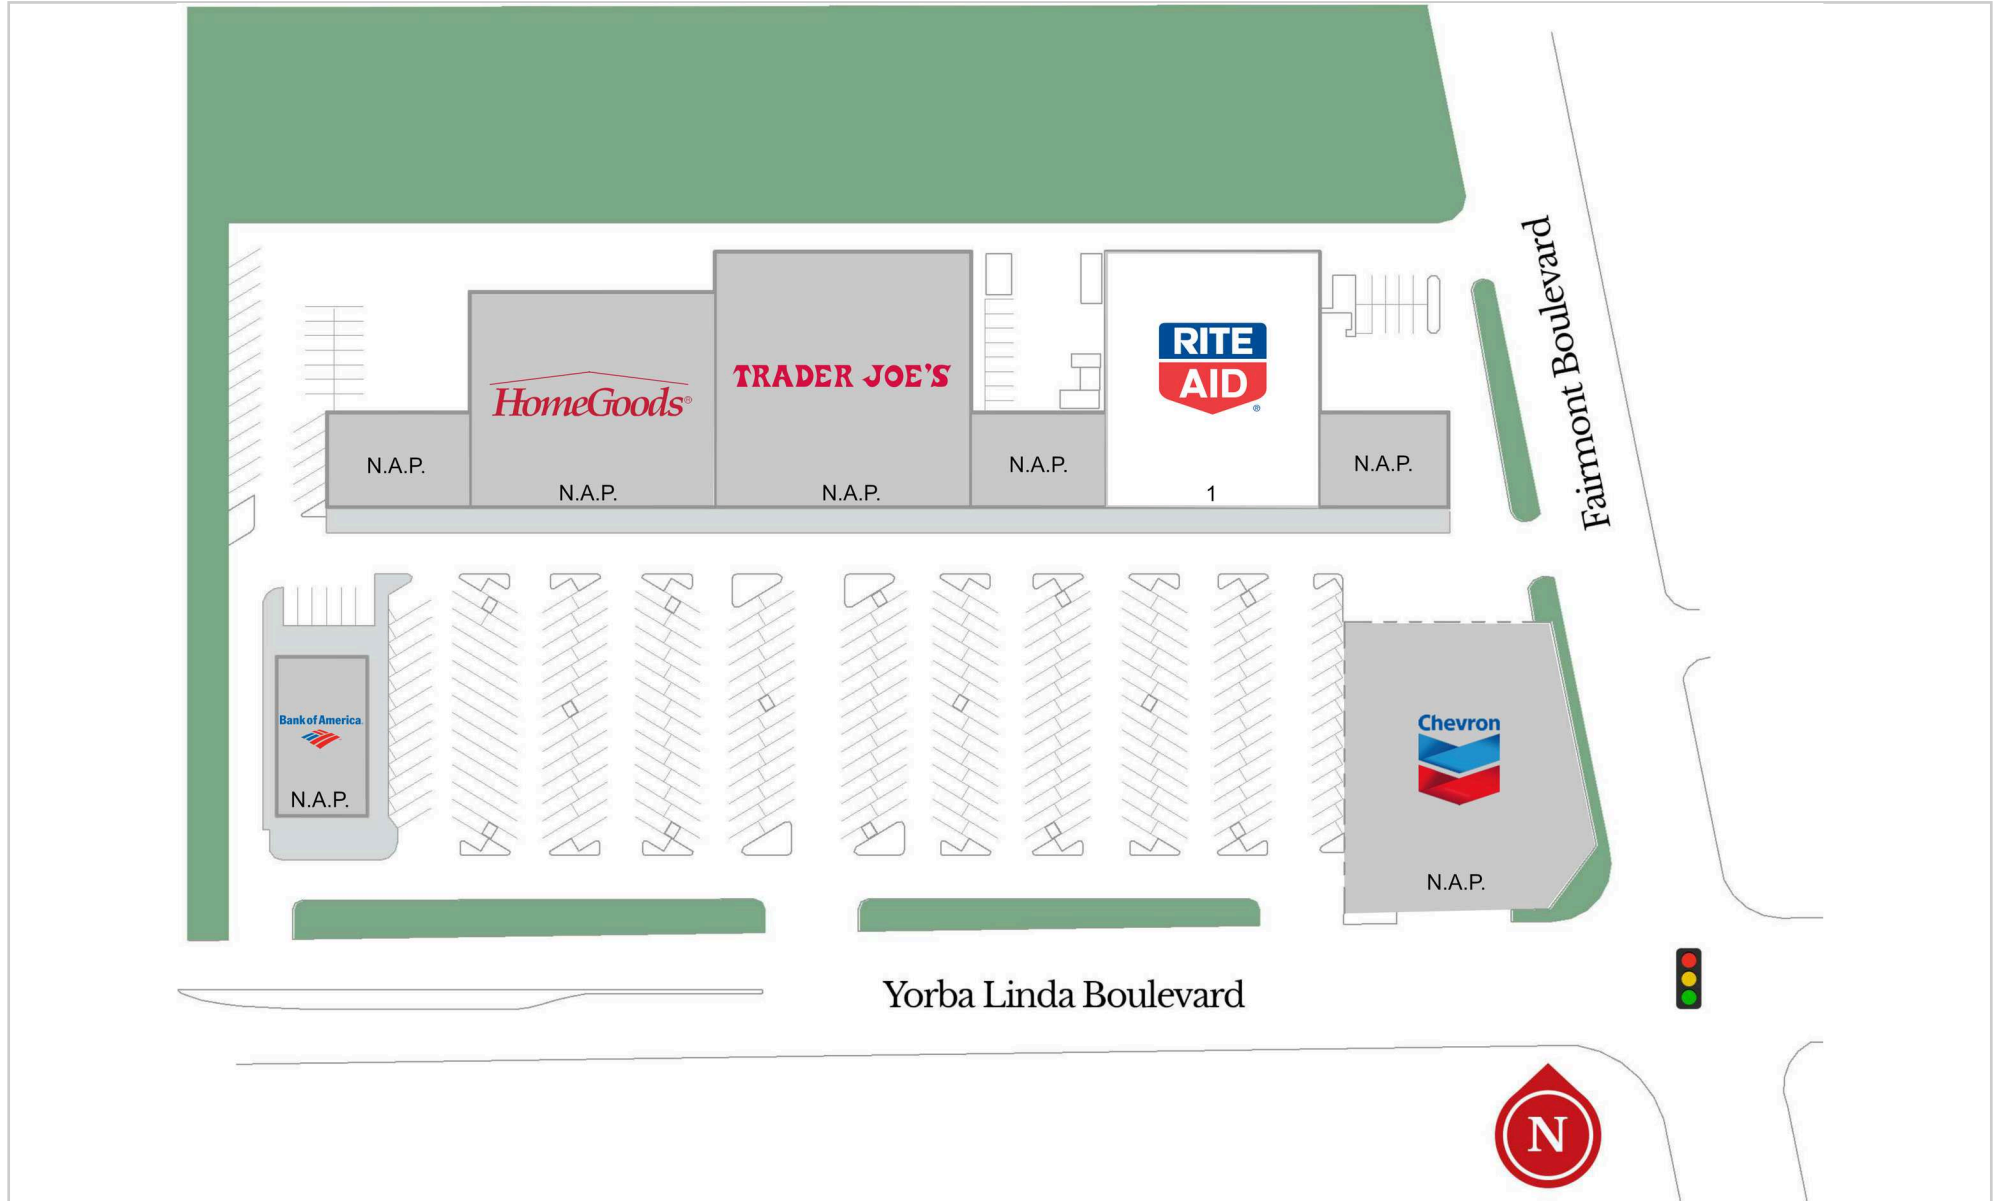 Fairmont Boulevard
RITE
AID
®
TRADER JOE'S
HomeGoods®
N.A.P.
N.A.P.
N.A.P.
N.A.P.
1
N.A.P.
Bank of America
N.A.P.
Chevron
N.A.P.
Yorba Linda Boulevard
N